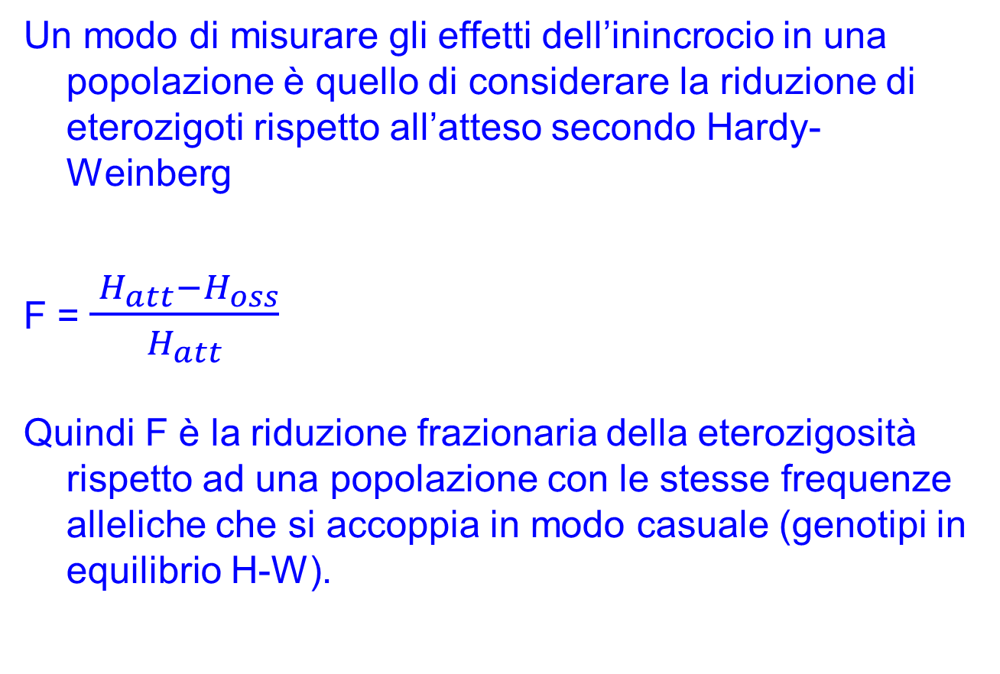 Un modo di misurare gli effetti dell’inincrocio in una
popolazione è quello di considerare la riduzione di
eterozigoti rispetto all’atteso secondo Hardy-
Weinberg
F = \frac{H_{att}-H_{oss}}{H_{att}}
Quindi F è la riduzione frazionaria della eterozigosità
rispetto ad una popolazione con le stesse frequenze
alleliche che si accoppia in modo casuale (genotipi in
equilibrio H-W).